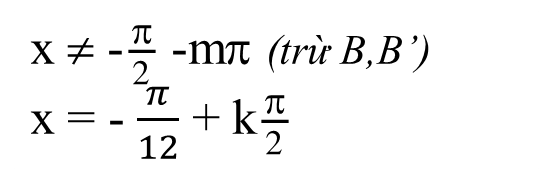 x ≠ -π/2 -mπ (trừ B,B’)
x = - π/12 + kπ/2